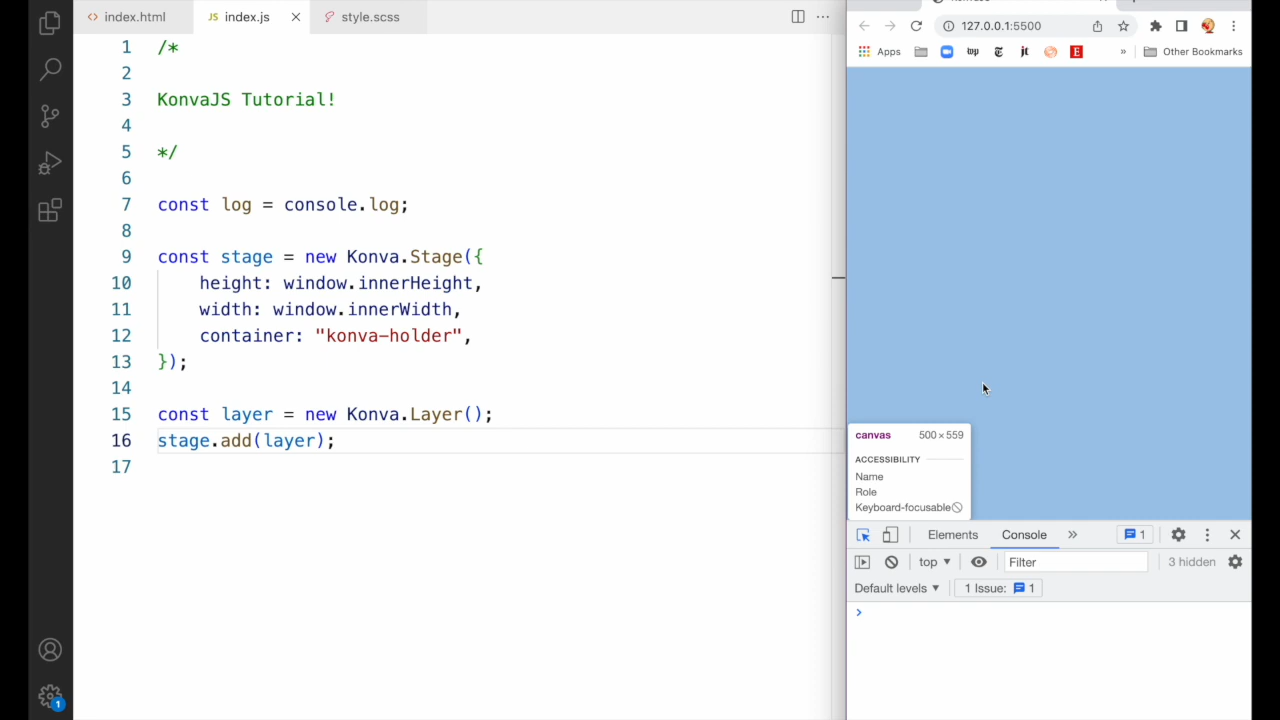 index.html
JS index.js
style.scss
1 /*
2
3 KonvaJS Tutorial!
4
5 */
6
7 const log = console.log;
8
9 const stage = new Konva.Stage({
10 height: window.innerHeight,
11 width: window.innerWidth,
12 container: "konva-holder",
13 });
14
15 const layer = new Konva.Layer();
16 stage.add(layer);
17
1
127.0.0.1:5500
Apps
wp
T
jt
E
»
Other Bookmarks
canvas 500×559
ACCESSIBILITY
Name
Role
Keyboard-focusable
Elements Console » 1
top ▼ Filter 3 hidden
Default levels ▼ 1 Issue: 1